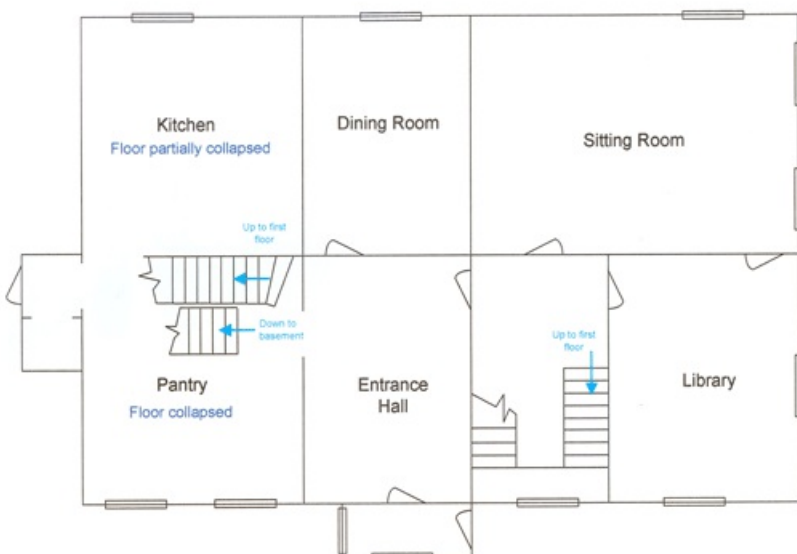 Kitchen
Floor partially collapsed
Dining Room
Sitting Room
Up to first
floor
Down to
basement
Pantry
Floor collapsed
Entrance
Hall
Up to first
floor
Library